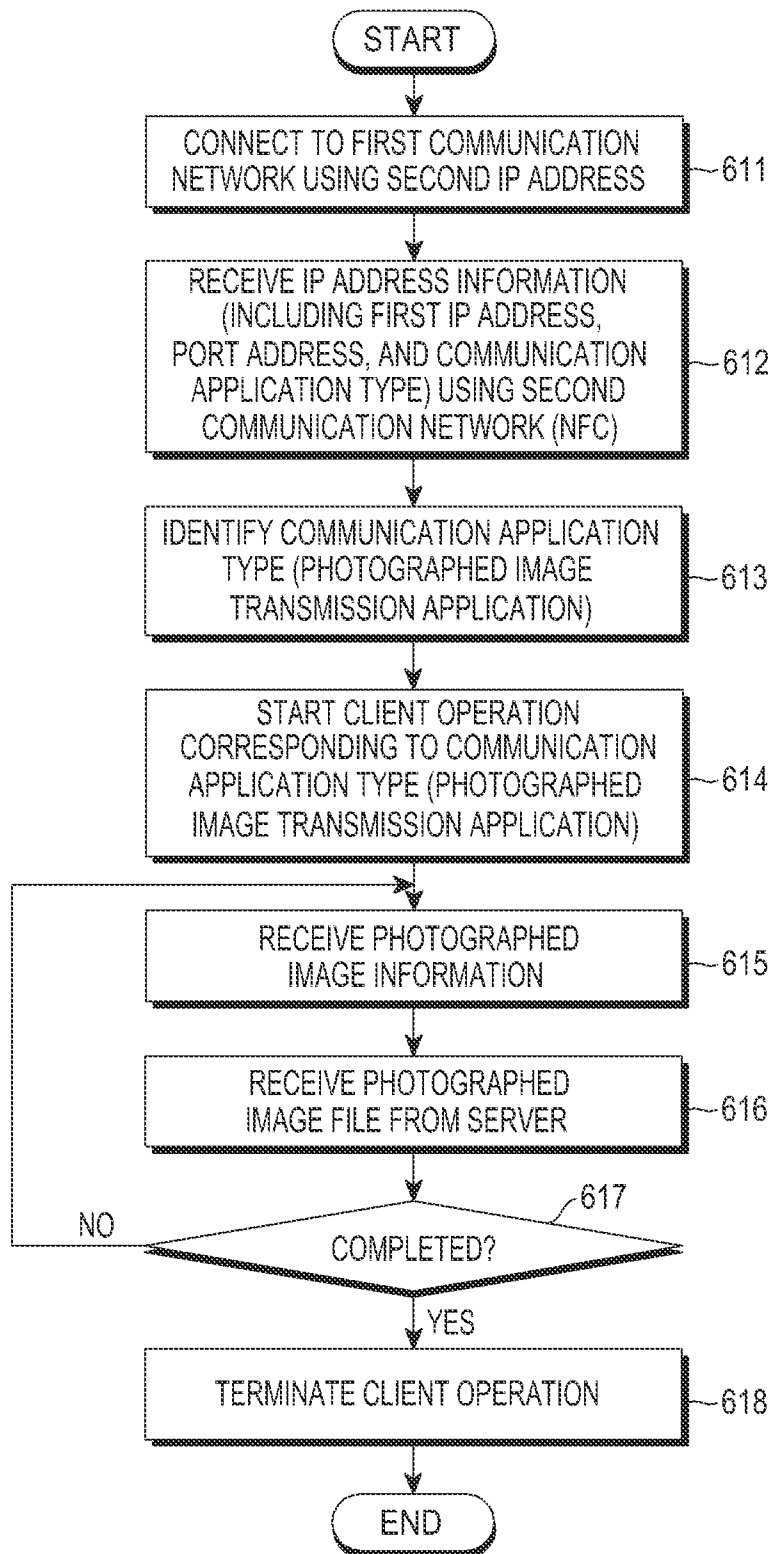 START
CONNECT TO FIRST COMMUNICATION
NETWORK USING SECOND IP ADDRESS
611
RECEIVE IP ADDRESS INFORMATION
(INCLUDING FIRST IP ADDRESS,
PORT ADDRESS, AND COMMUNICATION
APPLICATION TYPE) USING SECOND
COMMUNICATION NETWORK (NFC)
612
IDENTIFY COMMUNICATION APPLICATION
TYPE (PHOTOGRAPHED IMAGE
TRANSMISSION APPLICATION)
613
START CLIENT OPERATION
CORRESPONDING TO COMMUNICATION
APPLICATION TYPE (PHOTOGRAPHED
IMAGE TRANSMISSION APPLICATION)
614
RECEIVE PHOTOGRAPHED
IMAGE INFORMATION
615
RECEIVE PHOTOGRAPHED
IMAGE FILE FROM SERVER
616
617
NO
COMPLETED?
YES
TERMINATE CLIENT OPERATION
618
END